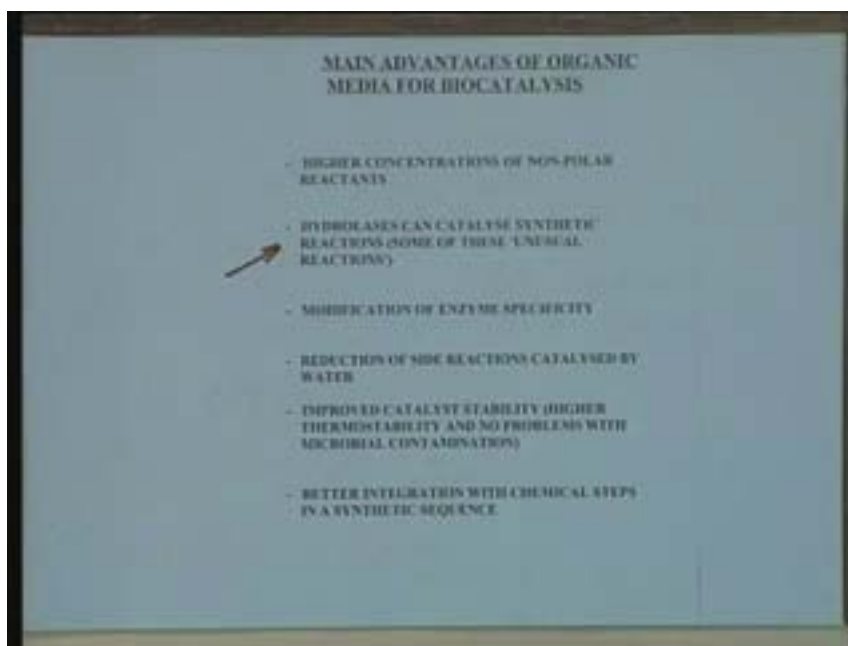 MAIN ADVANTAGES OF ORGANIC
MEDIA FOR BIOCATALYSIS
- HIGHER CONCENTRATIONS OF NON-POLAR
REACTANTS
- HYDROLASES CAN CATALYSE SYNTHETIC
REACTIONS (SOME OF THESE 'UNUSUAL
REACTIONS')
- MODIFICATION OF ENZYME SPECIFICITY
- REDUCTION OF SIDE REACTIONS CATALYSED BY
WATER
- IMPROVED CATALYST STABILITY (HIGHER
THERMOSTABILITY AND NO PROBLEMS WITH
MICROBIAL CONTAMINATION)
- BETTER INTEGRATION WITH CHEMICAL STEPS
IN A SYNTHETIC SEQUENCE